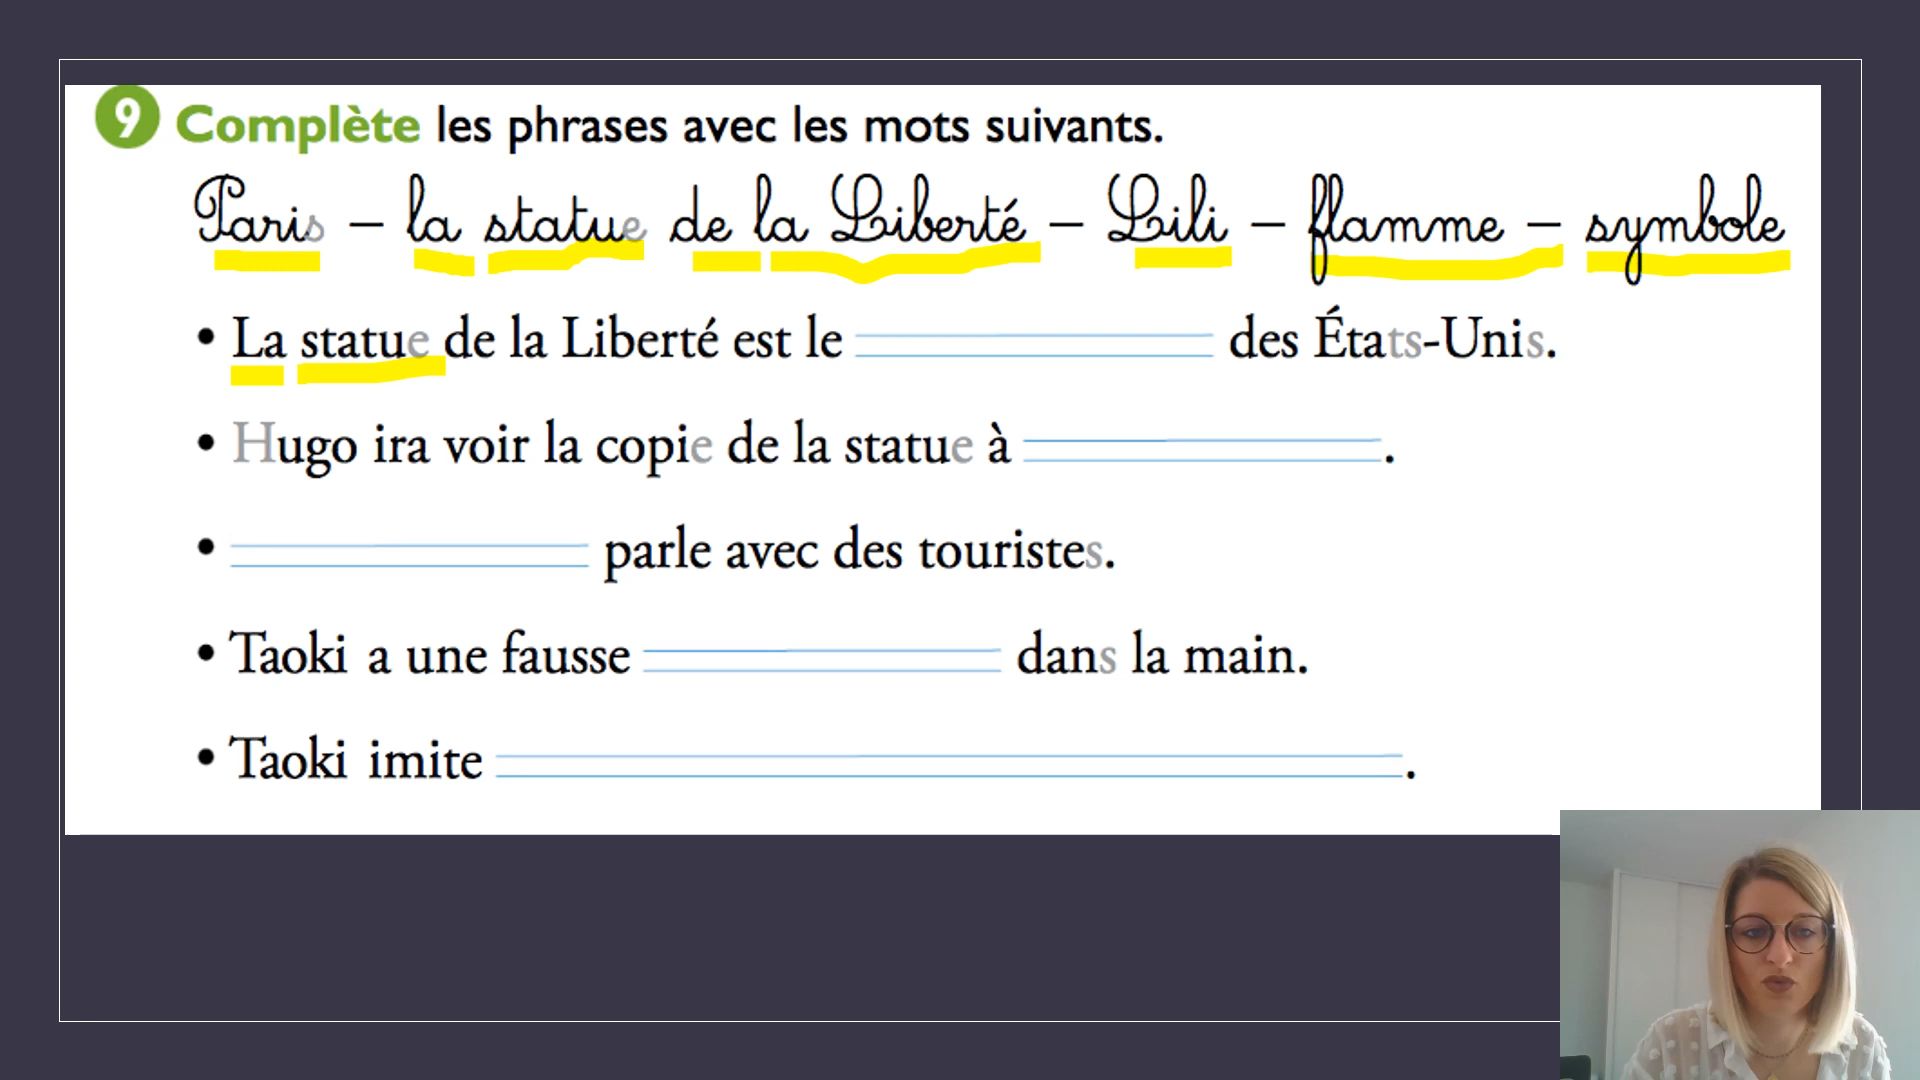 9 Complète les phrases avec les mots suivants.
Paris – la statue de la Liberté – Lili – flamme – symbole
• La statue de la Liberté est le des États-Unis.
• Hugo ira voir la copie de la statue à .
• parle avec des touristes.
• Taoki a une fausse dans la main.
• Taoki imite .